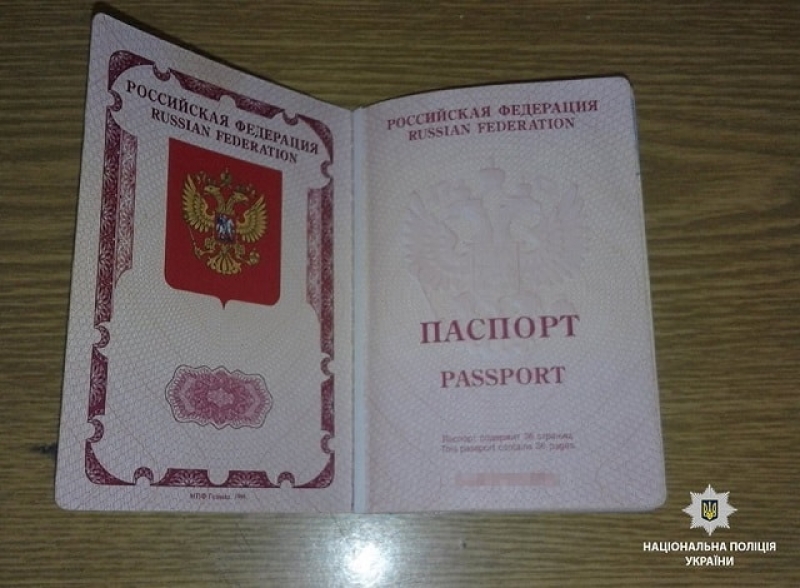 РОССИЙСКАЯ ФЕДЕРАЦИЯ
RUSSIAN FEDERATION
РОССИЙСКАЯ ФЕДЕРАЦИЯ
RUSSIAN FEDERATION
ПАСПОРТ
PASSPORT
Паспорт содержит 36 страниц
This passport contains 36 pages
НАЦІОНАЛЬНА ПОЛІЦІЯ
УКРАЇНИ